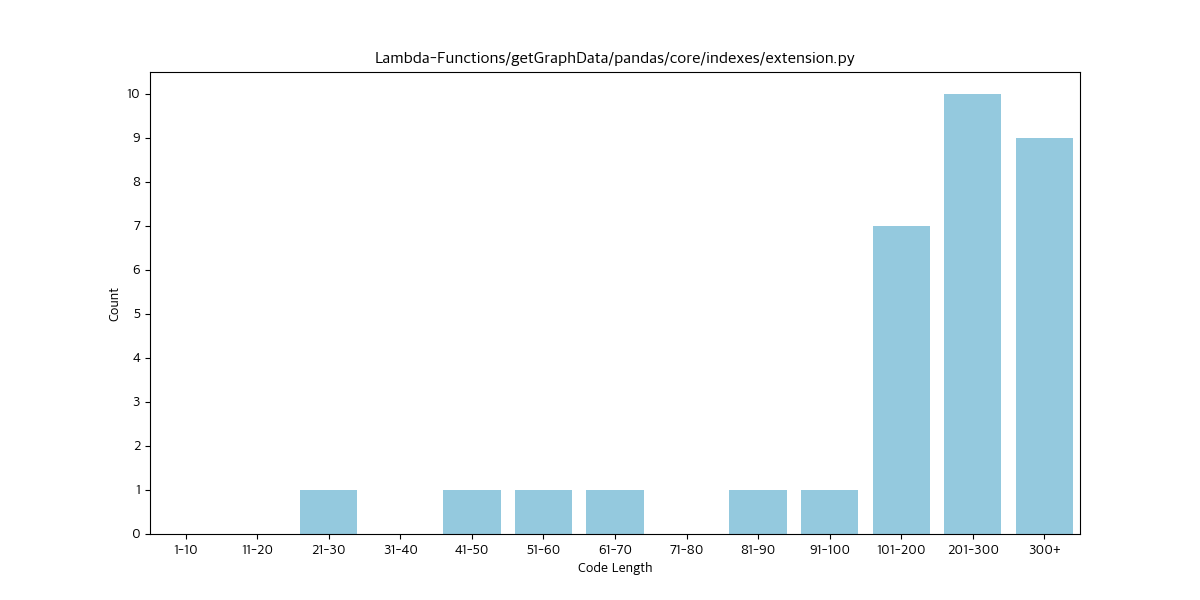 Lambda-Functions/getGraphData/pandas/core/indexes/extension.py
10
9
8
7
6
5
4
3
2
1
0
Count
1-10 11-20 21-30 31-40 41-50 51-60 61-70 71-80 81-90 91-100 101-200 201-300 300+
Code Length